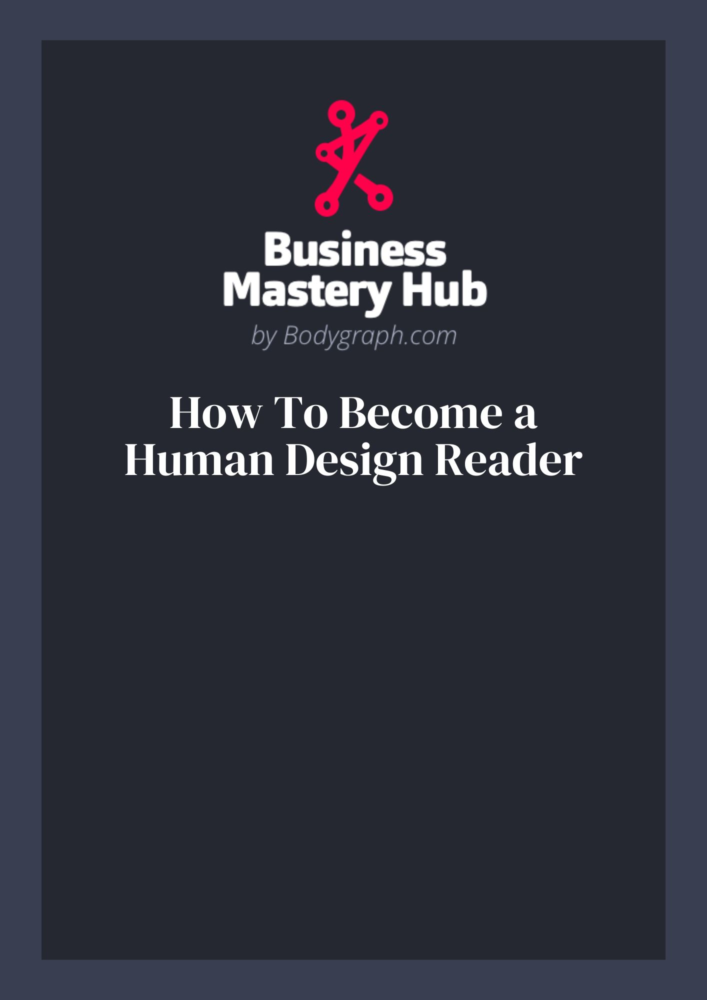 Business
Mastery Hub
by Bodygraph.com
How To Become a
Human Design Reader